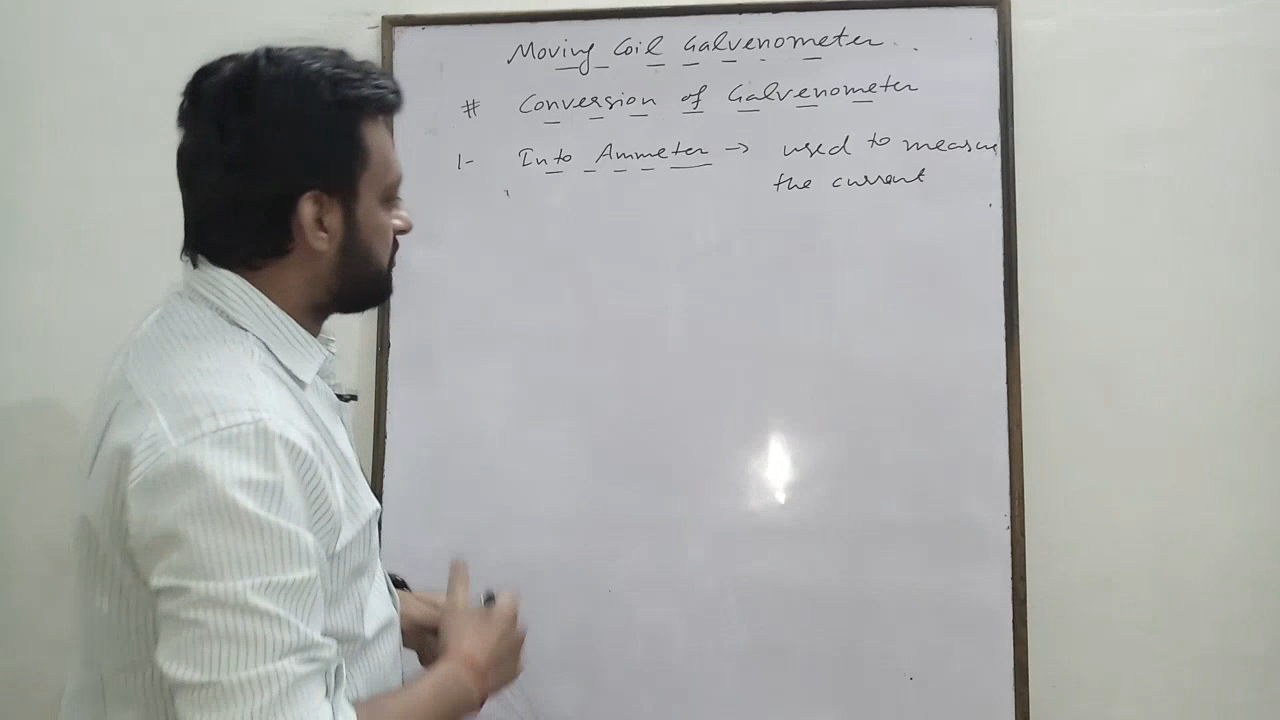 Moving Coil Galvenometer
# Conversion of Galvenometer
1- Into Ammeter → used to measure
the current